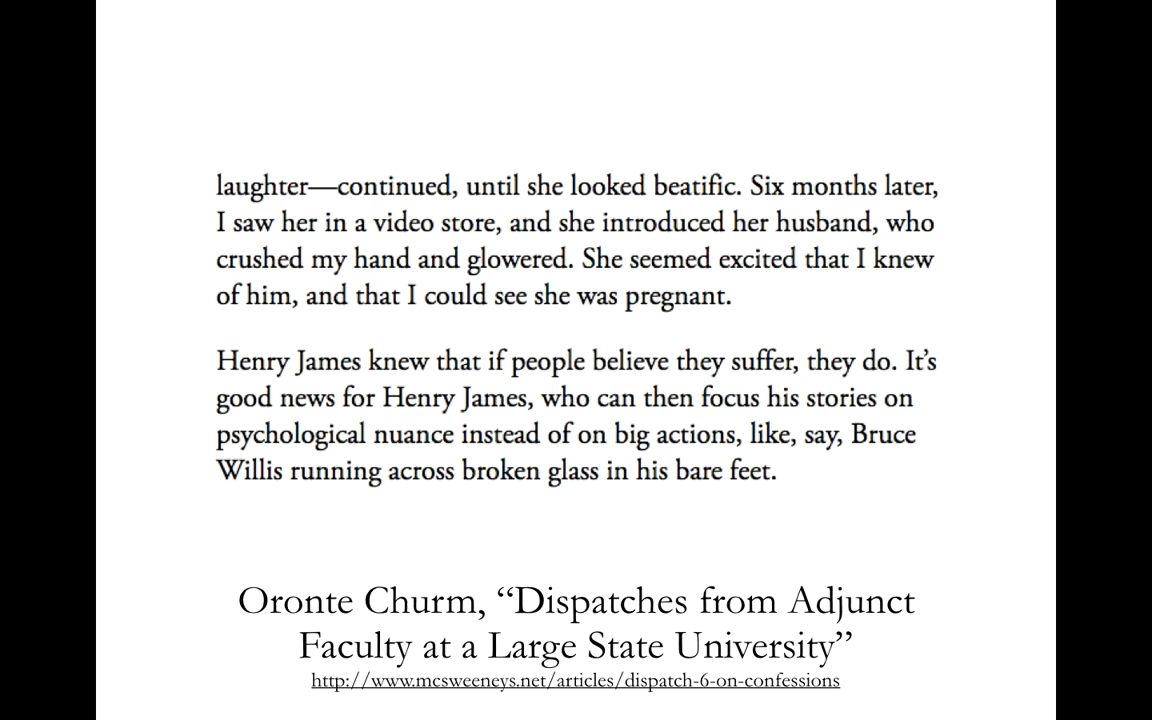 laughter—continued, until she looked beatific. Six months later,
I saw her in a video store, and she introduced her husband, who
crushed my hand and glowered. She seemed excited that I knew
of him, and that I could see she was pregnant.
Henry James knew that if people believe they suffer, they do. It’s
good news for Henry James, who can then focus his stories on
psychological nuance instead of on big actions, like, say, Bruce
Willis running across broken glass in his bare feet.
Oronte Churm, “Dispatches from Adjunct
Faculty at a Large State University”
http://www.mcsweeneys.net/articles/dispatch-6-on-confessions